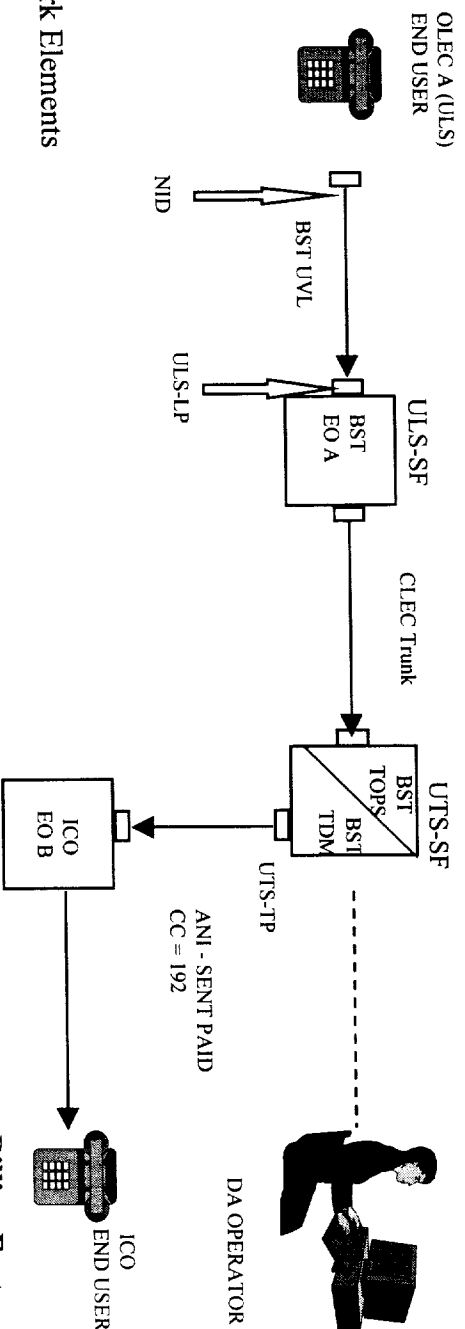 OLEC A (ULS)
END USER
rk Elements
NID
BST UVL
ULS-LP
ULS-SF
BST
EO A
CLEC Trunk
UTS-SF
BST
TOPS
BST
TDM
UTS-TP
ANI - SENT PAID
CC = 192
ICO
EO B
DA OPERATOR
ICO
END USER